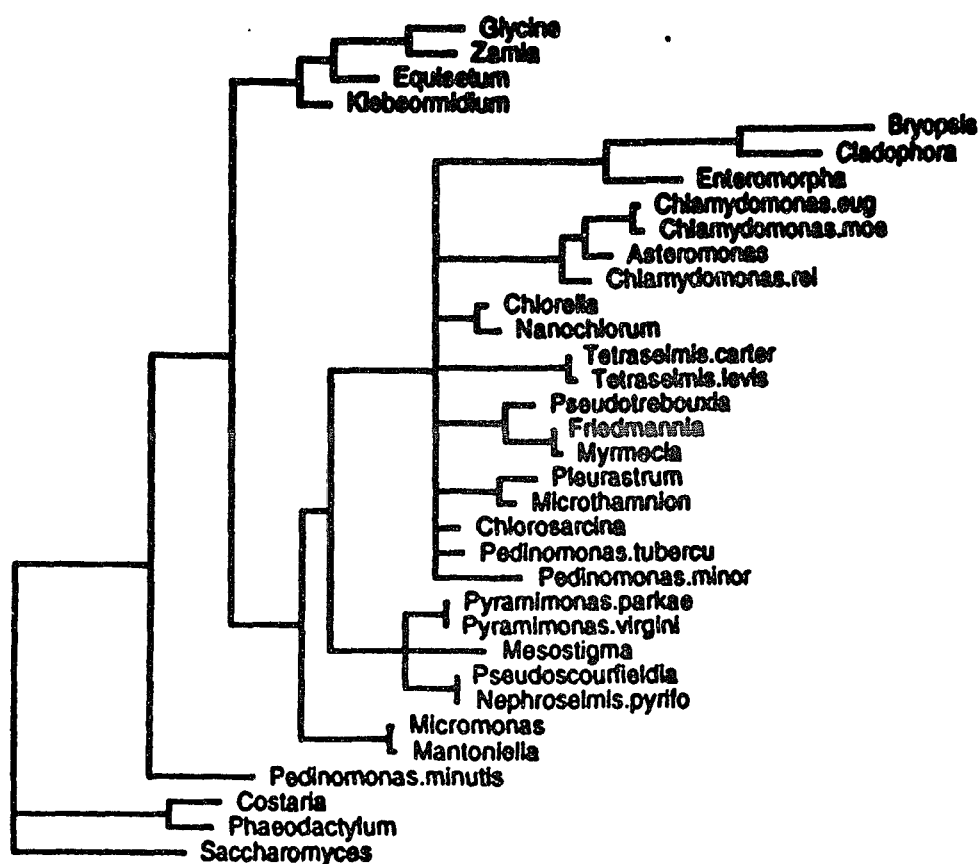 Glycine
Zamia
Equisetum
Klebsormidium
Bryopsis
Cladophora
Enteromorpha
Chlamydomonas.eug
Chlamydomonas.moe
Asteromonas
Chlamydomonas.rei
Chlorella
Nanochlorum
Tetraselmis.carter
Tetraselmis.levis
Pseudotrebouxia
Friedmannia
Myrmecia
Pleurastrum
Microthamnion
Chlorosarcina
Pedinomonas.tubercu
Pedinomonas.minor
Pyramimonas.parkae
Pyramimonas.virgini
Mesostigma
Pseudoscourfieldia
Nephroselmis.pyrifo
Micromonas
Mantoniella
Pedinomonas.minutis
Costaria
Phaeodactylum
Saccharomyces